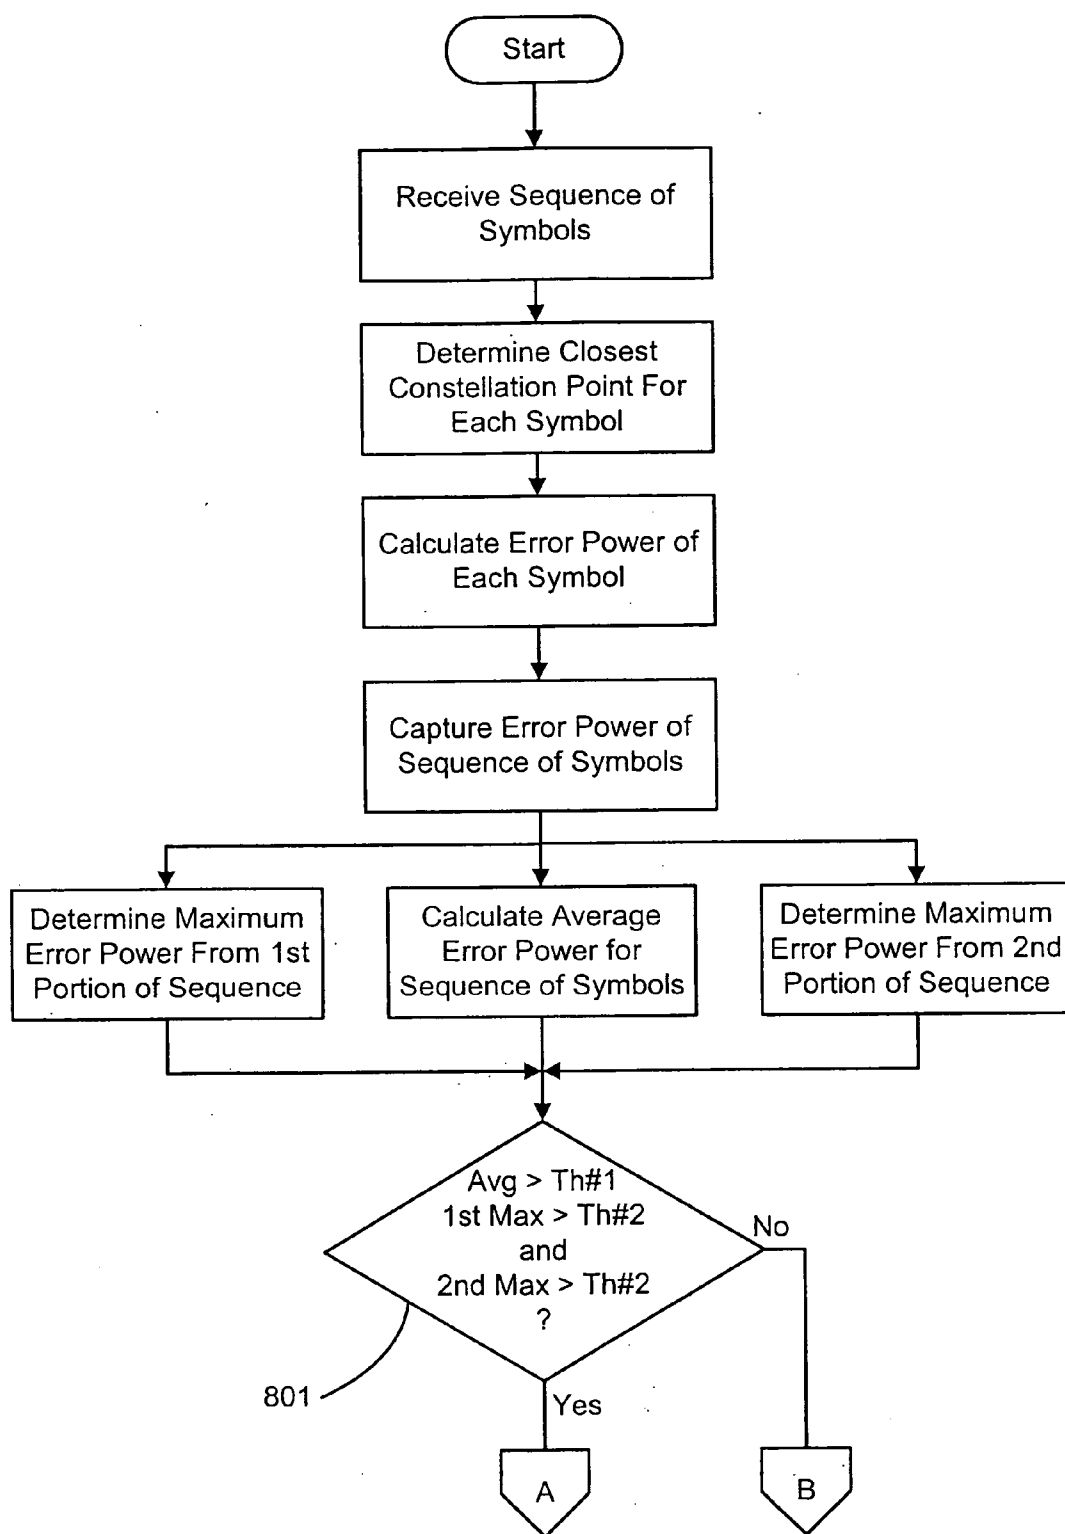 Start
Receive Sequence of
Symbols
Determine Closest
Constellation Point For
Each Symbol
Calculate Error Power of
Each Symbol
Capture Error Power of
Sequence of Symbols
Determine Maximum
Error Power From 1st
Portion of Sequence
Calculate Average
Error Power for
Sequence of Symbols
Determine Maximum
Error Power From 2nd
Portion of Sequence
Avg > Th#1
1st Max > Th#2
and
2nd Max > Th#2
?
No
801
Yes
A
B